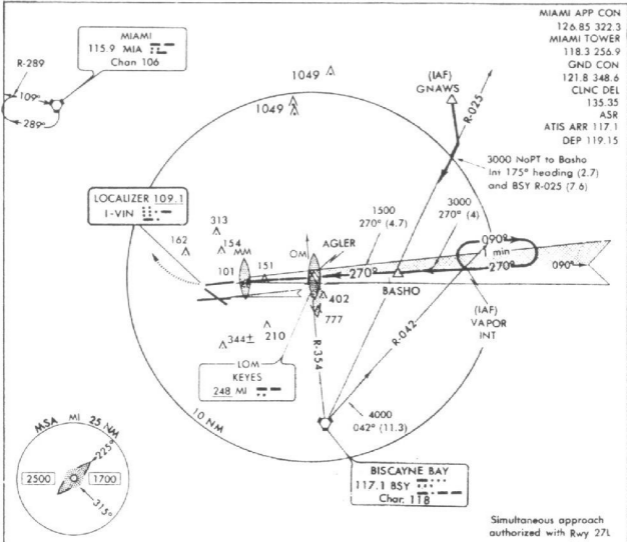 MIAMI APP CON
126.85 322.3
MIAMI TOWER
118.3 256.9
GND CON
121.8 348.6
CLNC DEL
135.35
ASR
ATIS ARR 117.1
DEP 119.15
MIAMI
115.9 MIA
Chan 106
R-289
109°
289°
1049
1049
(IAF)
GNAWS
R-025
3000 NoPT to Basho
Int 175° heading (2.7)
and BSY R-025 (7.6)
LOCALIZER 109.1
I-VIN
313
162
154
MM
101
151
OM
AGLER
1500
270° (4.7)
3000
270° (4)
090°
1 min
270°
090°
270°
BASHO
(IAF)
VAPOR
INT
402
777
344±
210
LOM
KEYES
248 MI
R-354
R-042
4000
042° (11.3)
10 NM
BISCAYNE BAY
117.1 BSY
Chan 118
MSA MI 25 NM
225°
2500
1700
315°
Simultaneous approach
authorized with Rwy 27L